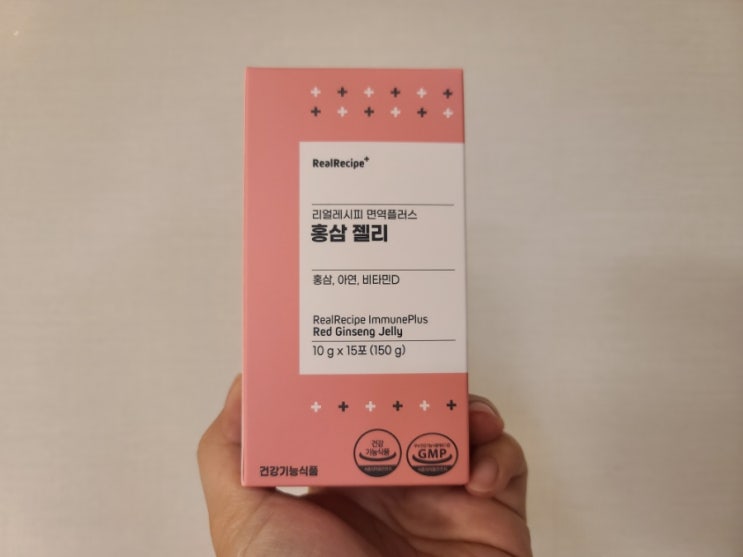 RealRecipe+
리얼레시피 면역플러스
홍삼 젤리
홍삼, 아연, 비타민D
RealRecipe ImmunePlus
Red Ginseng Jelly
10 g x 15포 (150 g)
건강
기능식품
GMP
건강기능식품